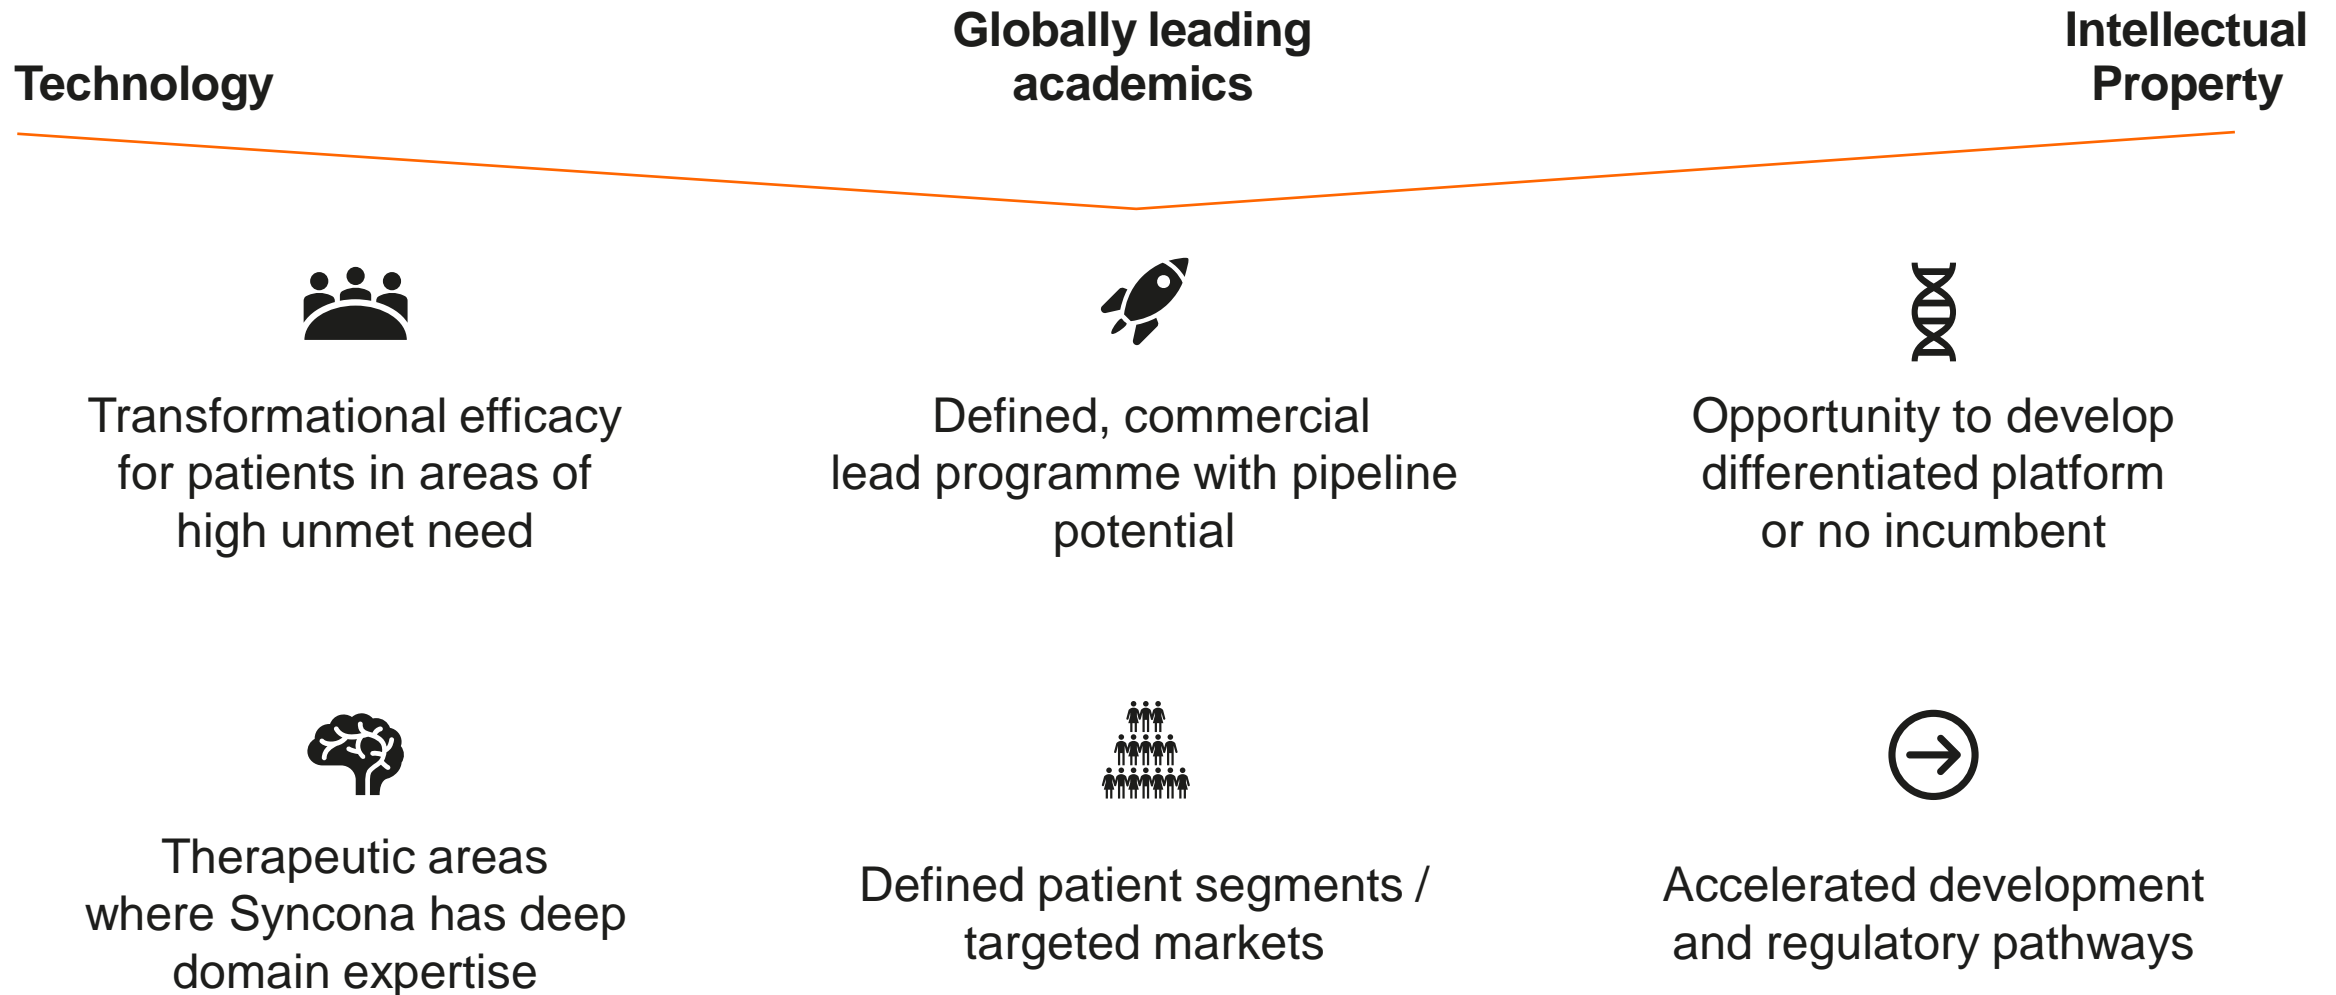 Technology
Globally leading
academics
Intellectual
Property
Transformational efficacy
for patients in areas of
high unmet need
Defined, commercial
lead programme with pipeline
potential
Opportunity to develop
differentiated platform
or no incumbent
Therapeutic areas
where Syncona has deep
domain expertise
Defined patient segments /
targeted markets
Accelerated development
and regulatory pathways